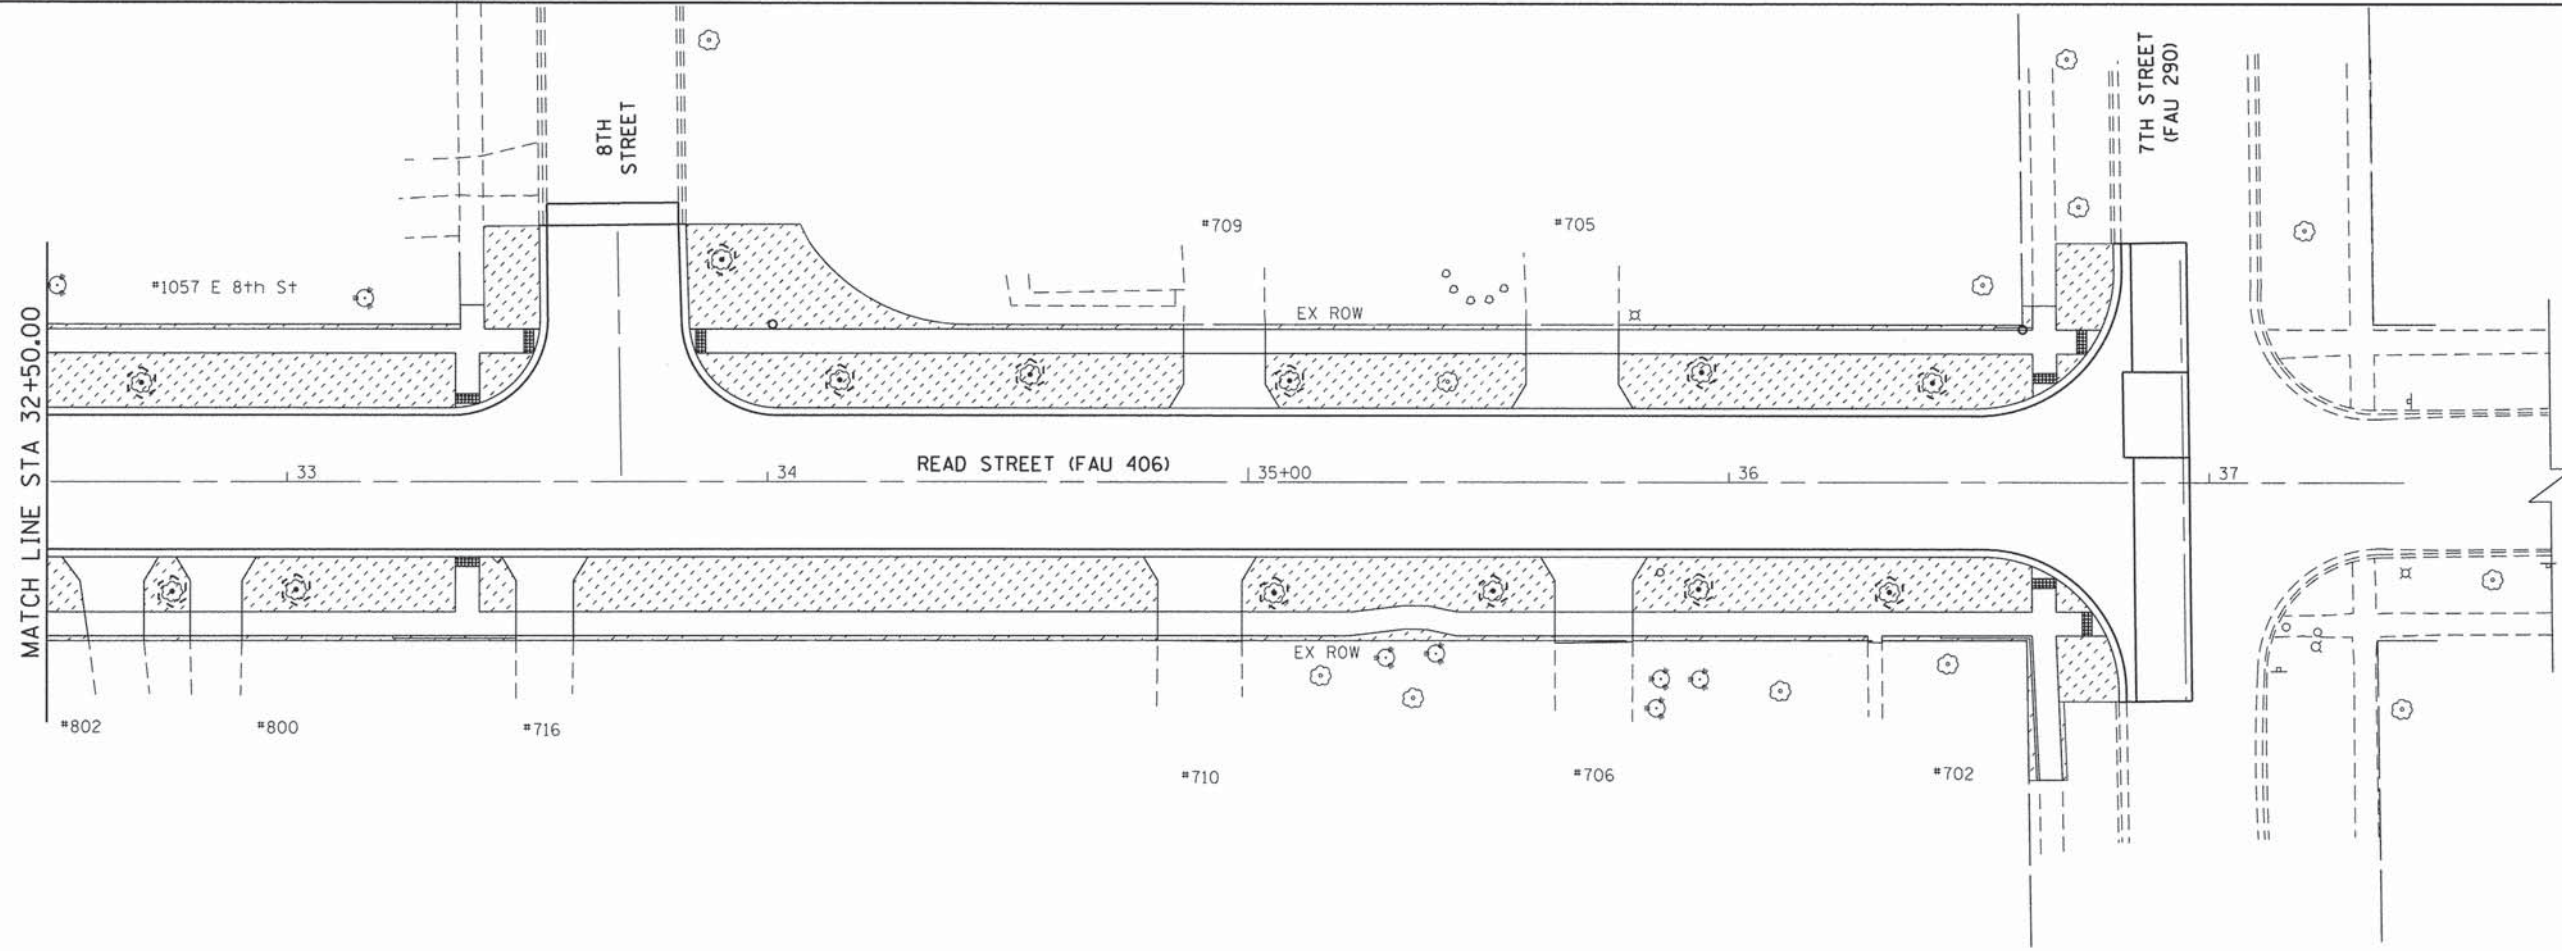 8TH
STREET
7TH STREET
(FAU 290)
#709
#705
#1057 E 8th St
EX ROW
MATCH LINE STA 32+50.00
READ STREET (FAU 406)
33
34
35+00
36
37
EX ROW
#802
#800
#716
#710
#706
#702